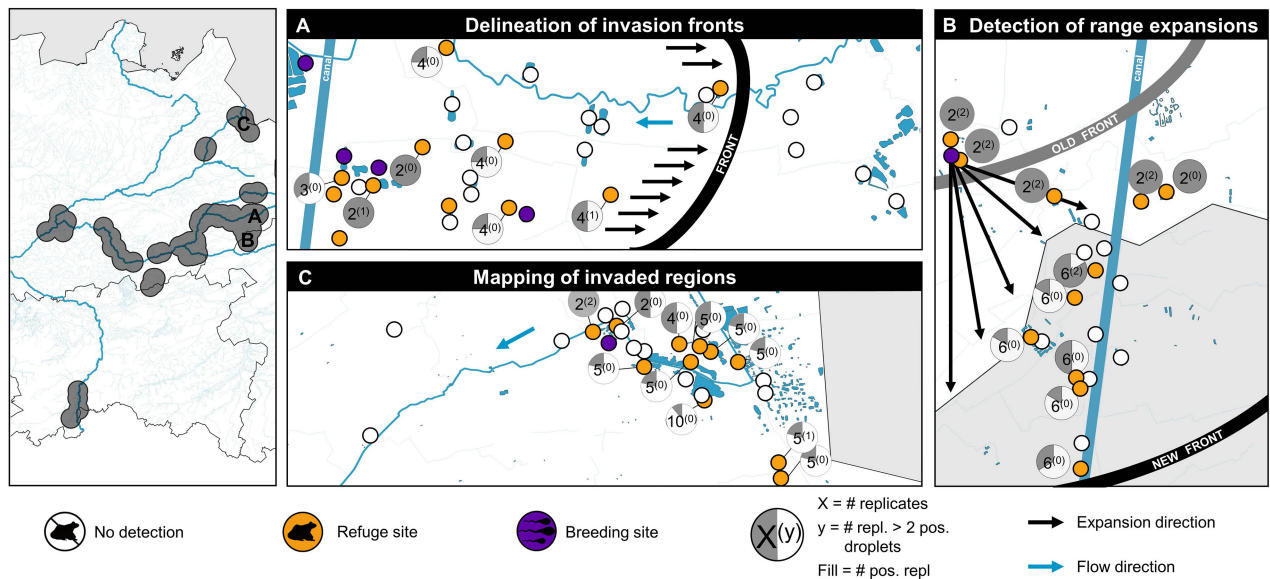 C
A
B
A Delineation of invasion fronts
canal
4(0)
4(0)
2(0)
4(0)
3(0)
2(1)
4(0)
4(1)
FRONT
B Detection of range expansions
canal
2(2)
2(2)
OLD FRONT
2(2)
2(2)
2(0)
6(2)
6(0)
6(0)
6(0)
6(0)
6(0)
NEW FRONT
C Mapping of invaded regions
2(2)
2(0)
4(0)
5(0)
5(0)
5(0)
5(0)
5(0)
10(0)
5(1)
5(0)
No detection
Refuge site
Breeding site
X(y)
X = # replicates
y = # repl. > 2 pos.
droplets
Fill = # pos. repl
Expansion direction
Flow direction